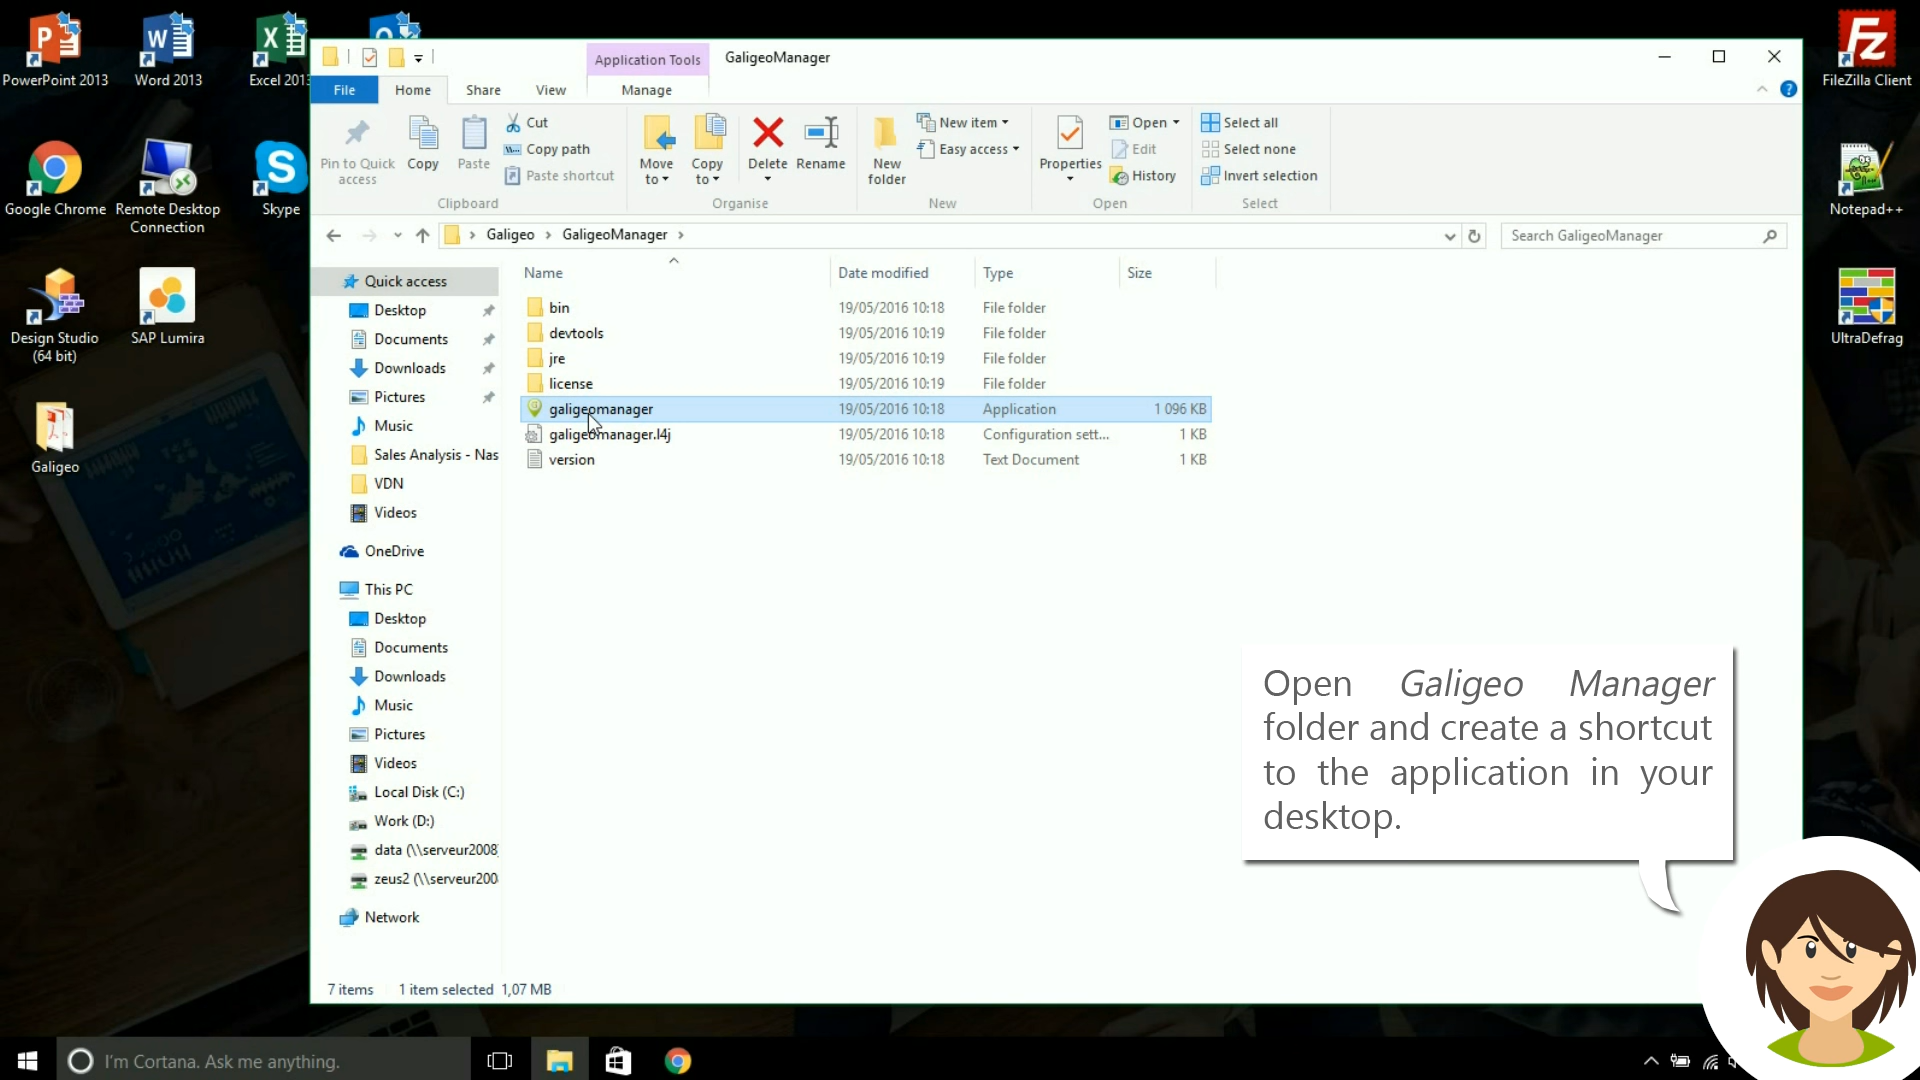 PowerPoint 2013
Word 2013
Excel 2013
Google Chrome
Remote Desktop
Connection
Skype
Design Studio
(64 bit)
SAP Lumira
Galigeo
Application Tools
GaligeoManager
File
Home
Share
View
Manage
Pin to Quick
access
Copy
Paste
Cut
Copy path
Paste shortcut
Clipboard
Move
to
Copy
to
Delete
Rename
Organise
New
folder
New item
Easy access
New
Properties
Open
Edit
History
Open
Select all
Select none
Invert selection
Select
Galigeo
GaligeoManager
Search GaligeoManager
Name Date modified Type Size
bin 19/05/2016 10:18 File folder
devtools 19/05/2016 10:19 File folder
jre 19/05/2016 10:19 File folder
license 19/05/2016 10:19 File folder
galigeomanager 19/05/2016 10:18 Application 1 096 KB
galigeomanager.l4j 19/05/2016 10:18 Configuration sett... 1 KB
version 19/05/2016 10:18 Text Document 1 KB
Quick access
Desktop
Documents
Downloads
Pictures
Music
Sales Analysis - Nas
VDN
Videos
OneDrive
This PC
Desktop
Documents
Downloads
Music
Pictures
Videos
Local Disk (C:)
Work (D:)
data (\\serveur2008
zeus2 (\\serveur200
Network
7 items 1 item selected 1,07 MB
Open Galigeo Manager
folder and create a shortcut
to the application in your
desktop.
FileZilla Client
Notepad++
UltraDefrag
I'm Cortana. Ask me anything.